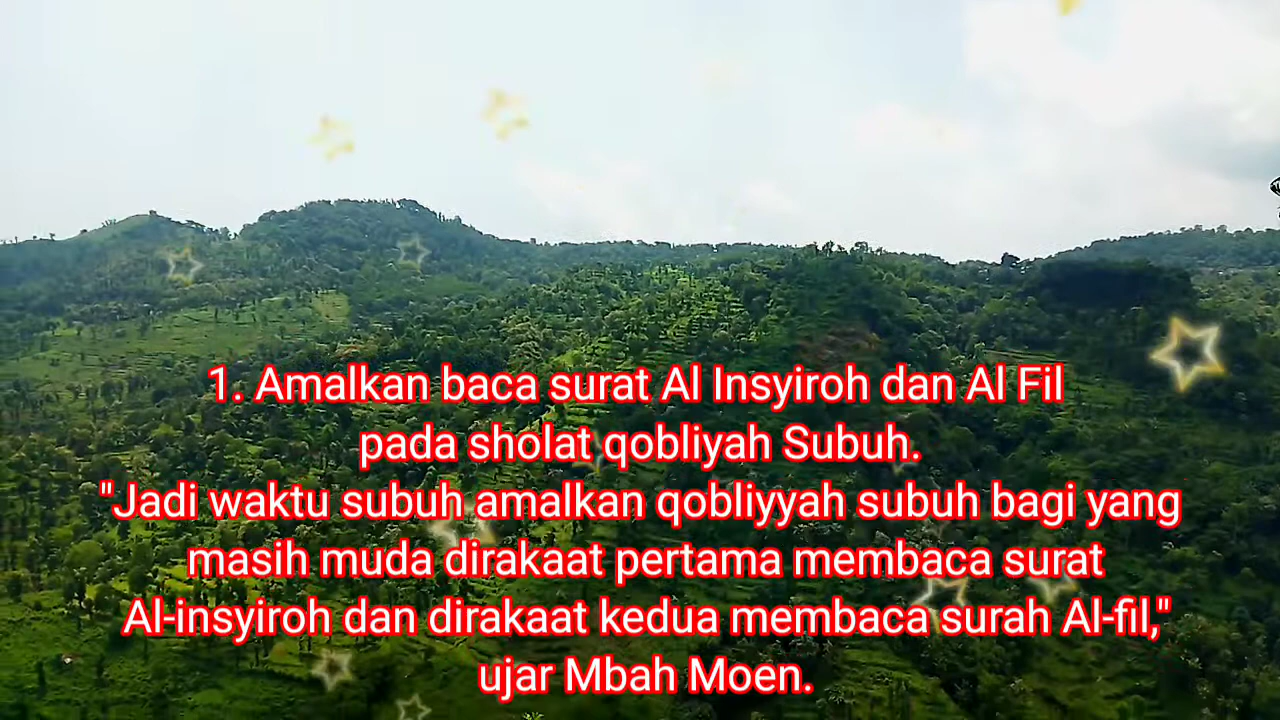 1. Amalkan baca surat Al Insyiroh dan Al Fil
pada sholat qobliyah Subuh.
"Jadi waktu subuh amalkan qobliyyah subuh bagi yang
masih muda dirakaat pertama membaca surat
Al-insyiroh dan dirakaat kedua membaca surah Al-fil,"
ujar Mbah Moen.